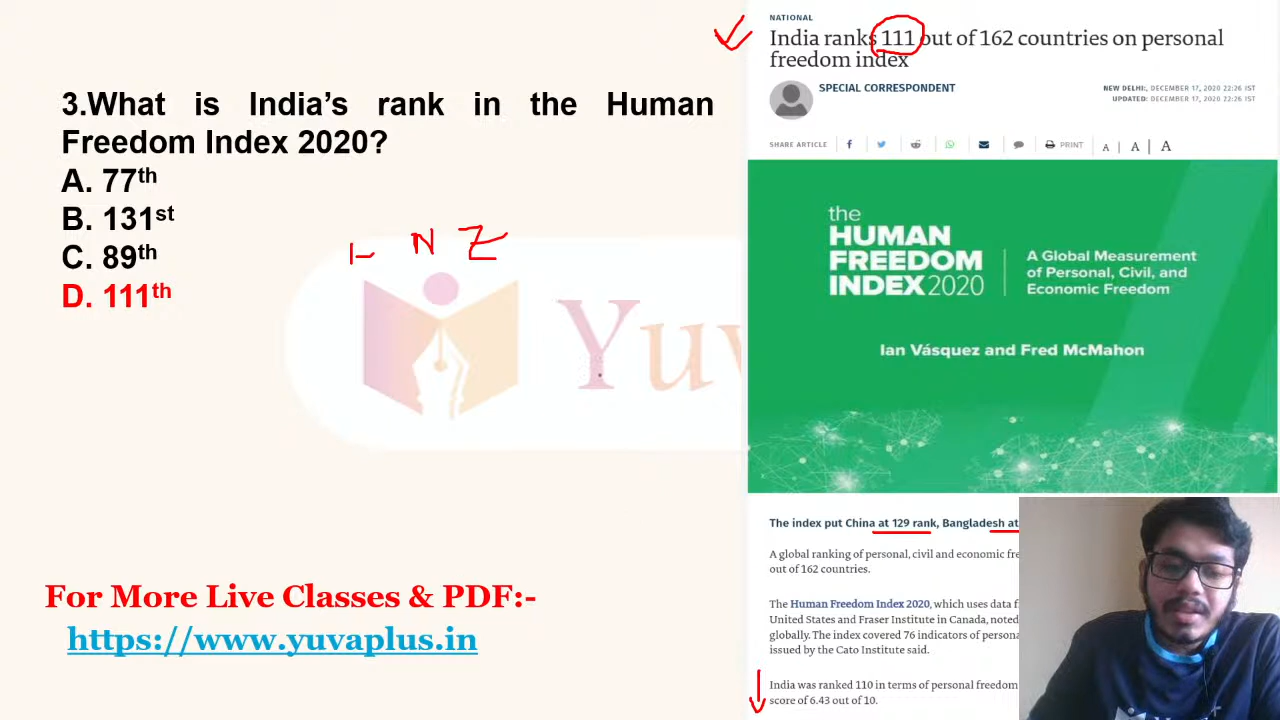 3.What is India's rank in the Human
Freedom Index 2020?
A. 77th
B. 131st
C. 89th
D. 111th
NZ
Yuv
For More Live Classes & PDF:-
https://www.yuvaplus.in
NATIONAL
India ranks 111 out of 162 countries on personal
freedom index
SPECIAL CORRESPONDENT
NEW DELHI:, DECEMBER 17, 2020 22:26 IST
UPDATED: DECEMBER 17, 2020 22:26 IST
SHARE ARTICLE
PRINT
A | A | A
the
HUMAN
FREEDOM
INDEX 2020
A Global Measurement
of Personal, Civil, and
Economic Freedom
Ian Vásquez and Fred McMahon
The index put China at 129 rank, Bangladesh at
A global ranking of personal, civil and economic
out of 162 countries.
The Human Freedom Index 2020, which uses data
United States and Fraser Institute in Canada, noted
globally. The index covered 76 indicators of
issued by the Cato Institute said.
India was ranked 110 in terms of personal freedom
score of 6.43 out of 10.